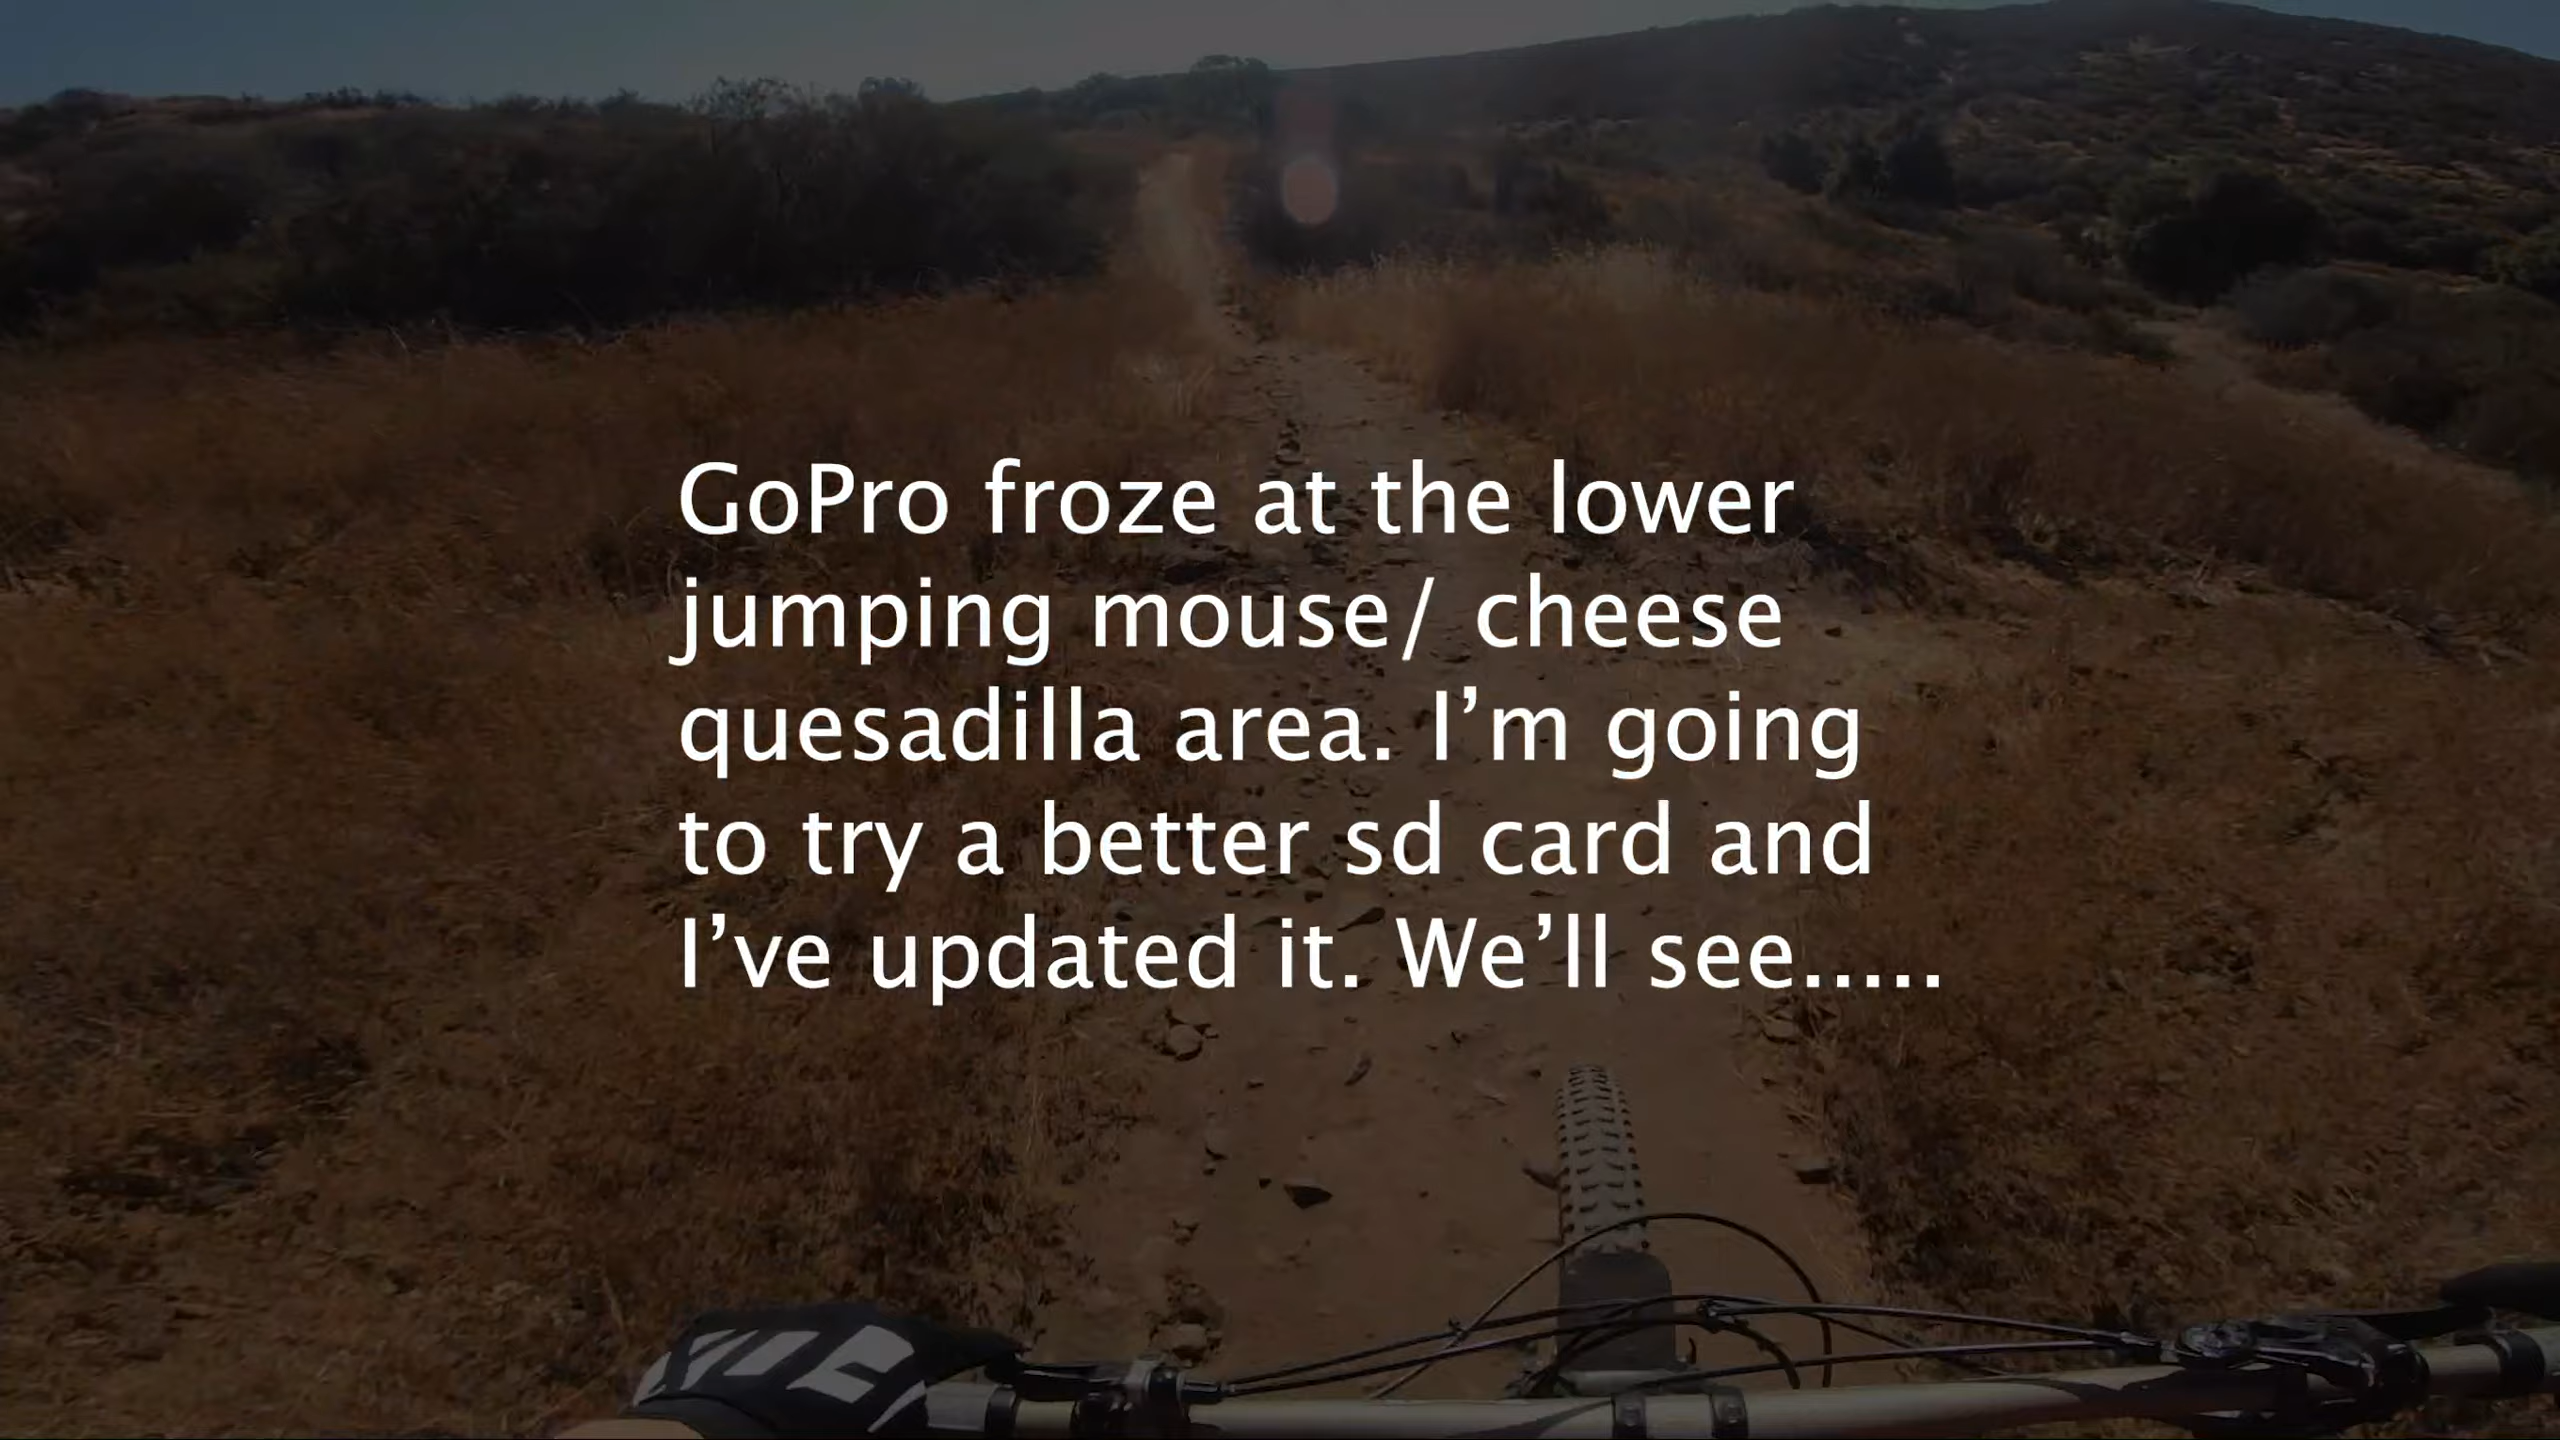 GoPro froze at the lower
jumping mouse/ cheese
quesadilla area. I’m going
to try a better sd card and
I’ve updated it. We’ll see.....